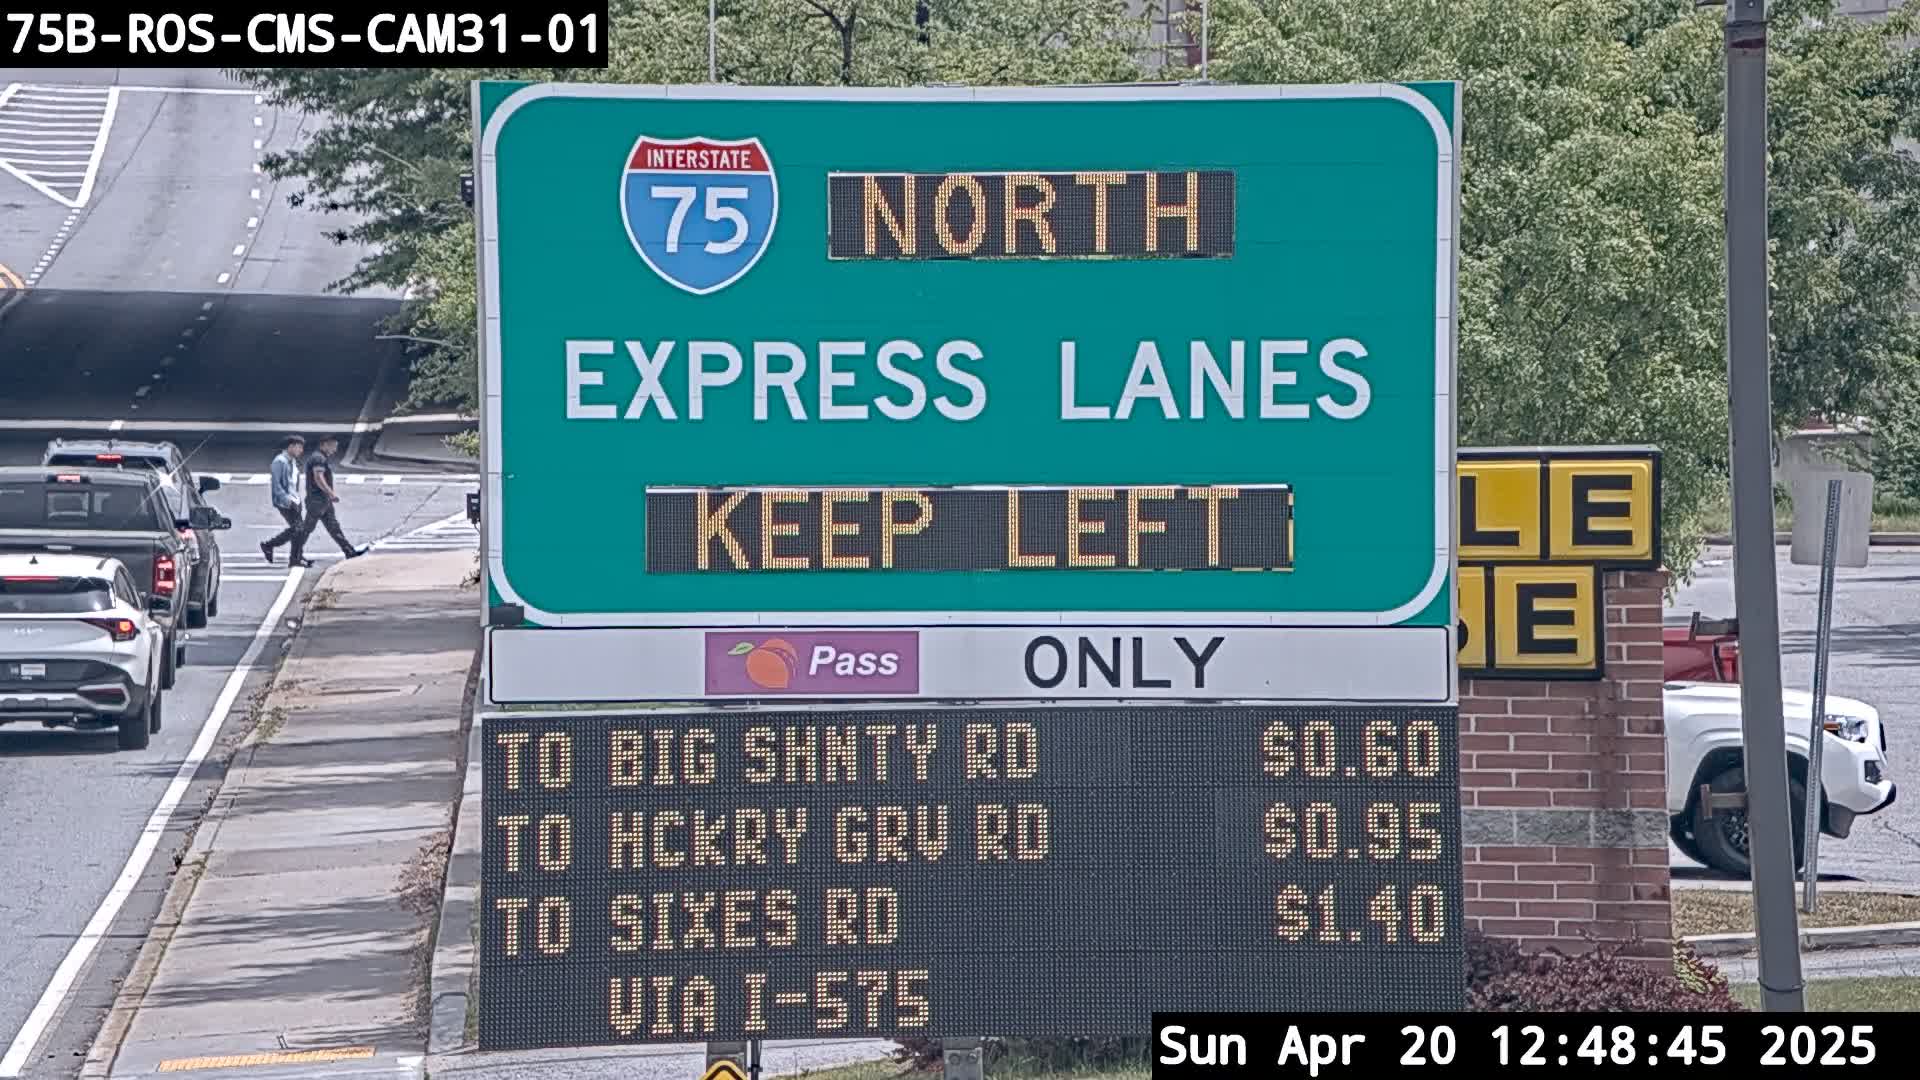 75B-ROS-CMS-CAM31-01
INTERSTATE
75
NORTH
EXPRESS LANES
KEEP LEFT
LE
E
Pass ONLY
TO BIG SHNTY RD $0.60
TO HCKRY GRV RD $0.95
TO SIXES RD $1.40
VIA I-575
Sun Apr 20 12:48:45 2025